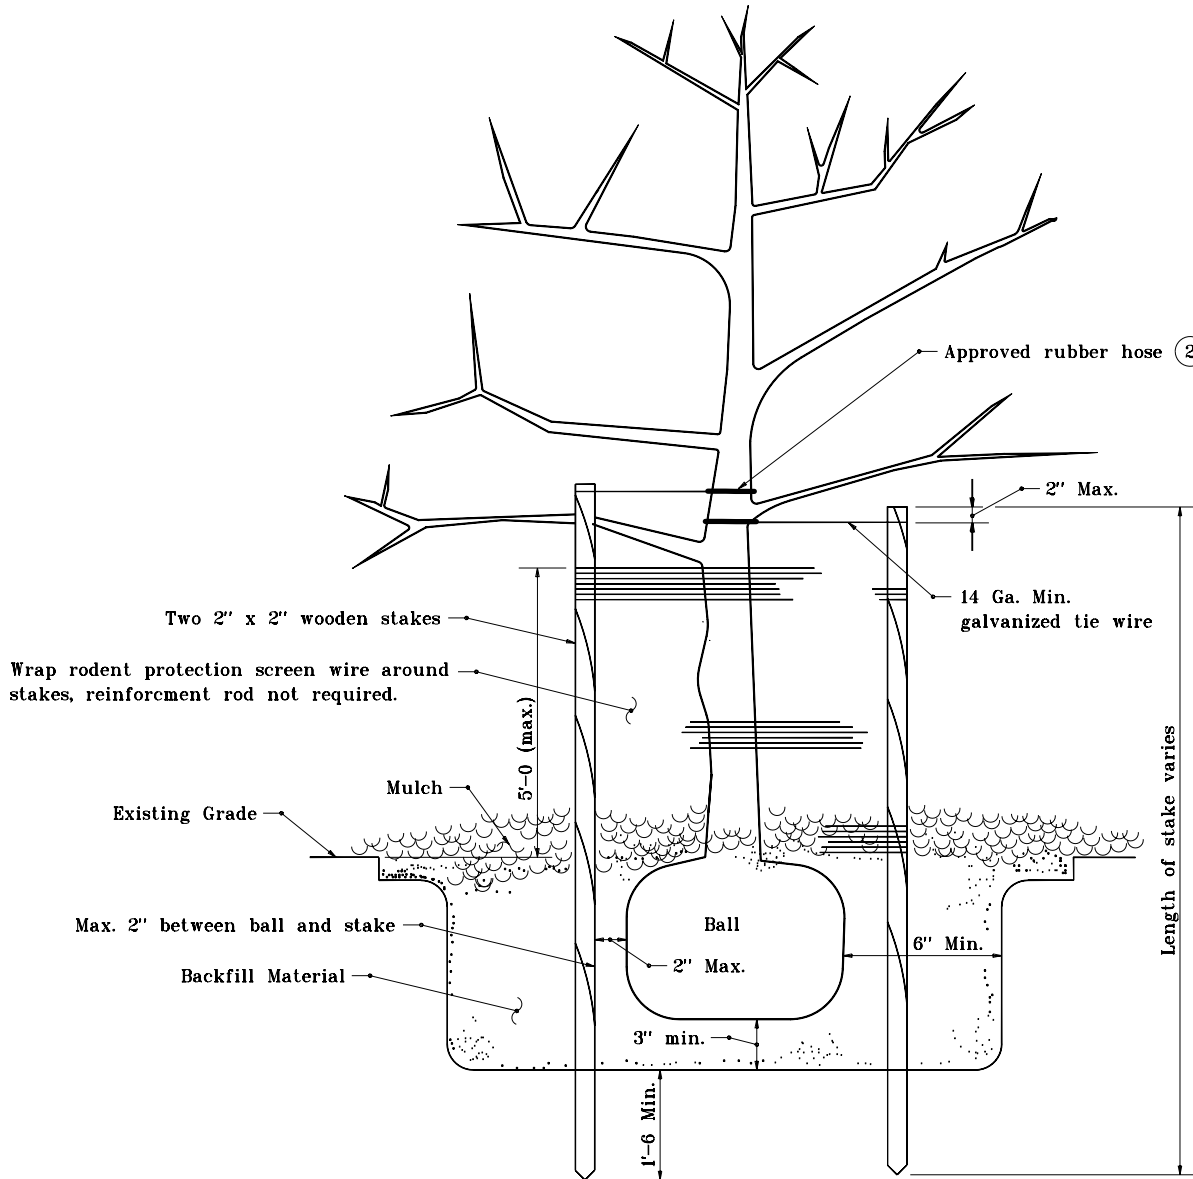 Approved rubber hose 2
2" Max.
14 Ga. Min.
galvanized tie wire
Two 2" x 2" wooden stakes
Wrap rodent protection screen wire around
stakes, reinforcment rod not required.
5'-0 (max.)
Length of stake varies
Mulch
Existing Grade
Max. 2" between ball and stake
Ball
6" Min.
2" Max.
Backfill Material
3" min.
1'-6 Min.